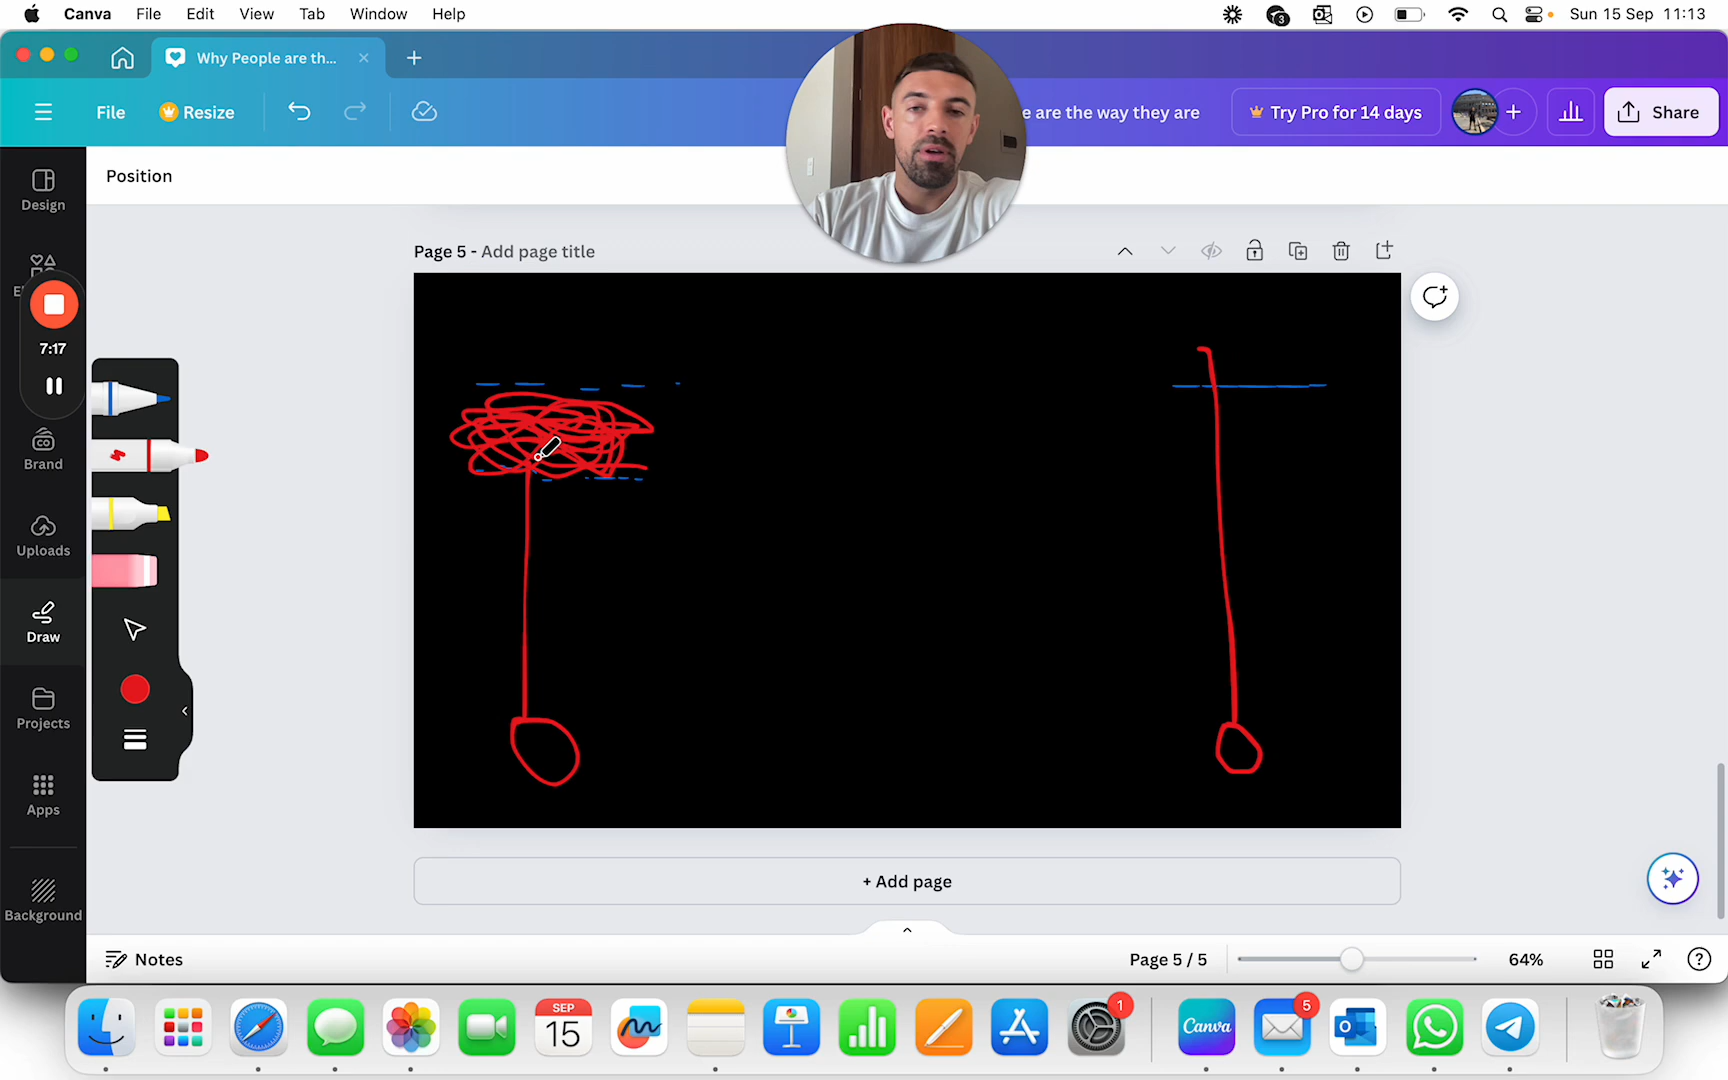 Canva File Edit View Tab Window Help
3
Sun 15 Sep 11:13
Why People are th...
File Resize
e are the way they are
Try Pro for 14 days
Share
Position
Design
Page 5 - Add page title
7:17
Brand
Uploads
Draw
Projects
Apps
Background
+ Add page
Notes
Page 5 / 5
64%
?
SEP
15
1
Canva
5